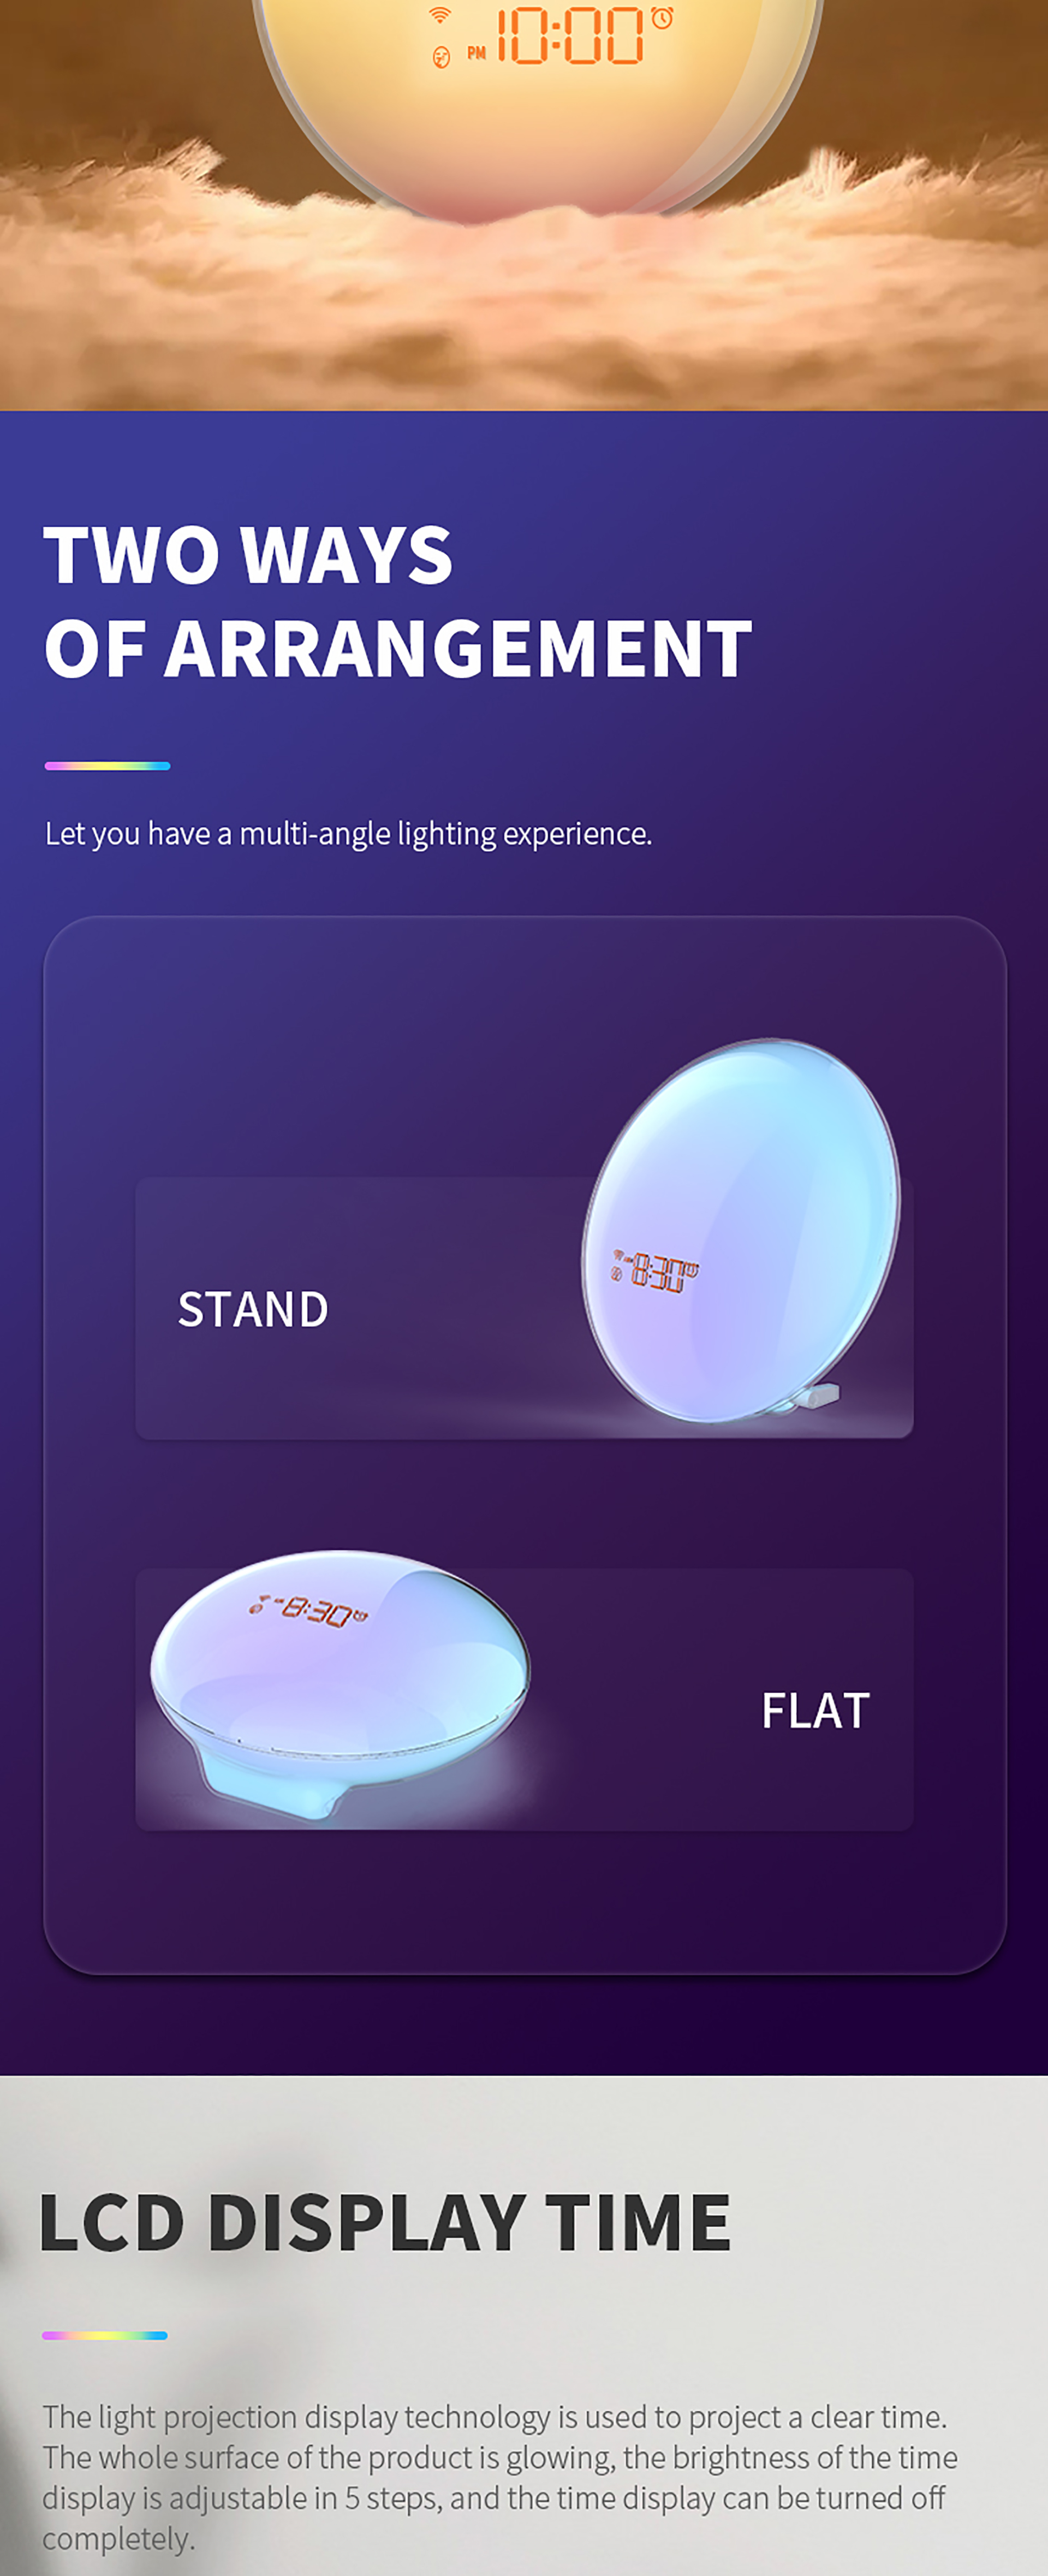 PM 10:00
TWO WAYS
OF ARRANGEMENT
Let you have a multi-angle lighting experience.
8:30
STAND
8:30
FLAT
LCD DISPLAY TIME
The light projection display technology is used to project a clear time.
The whole surface of the product is glowing, the brightness of the time
display is adjustable in 5 steps, and the time display can be turned off
completely.